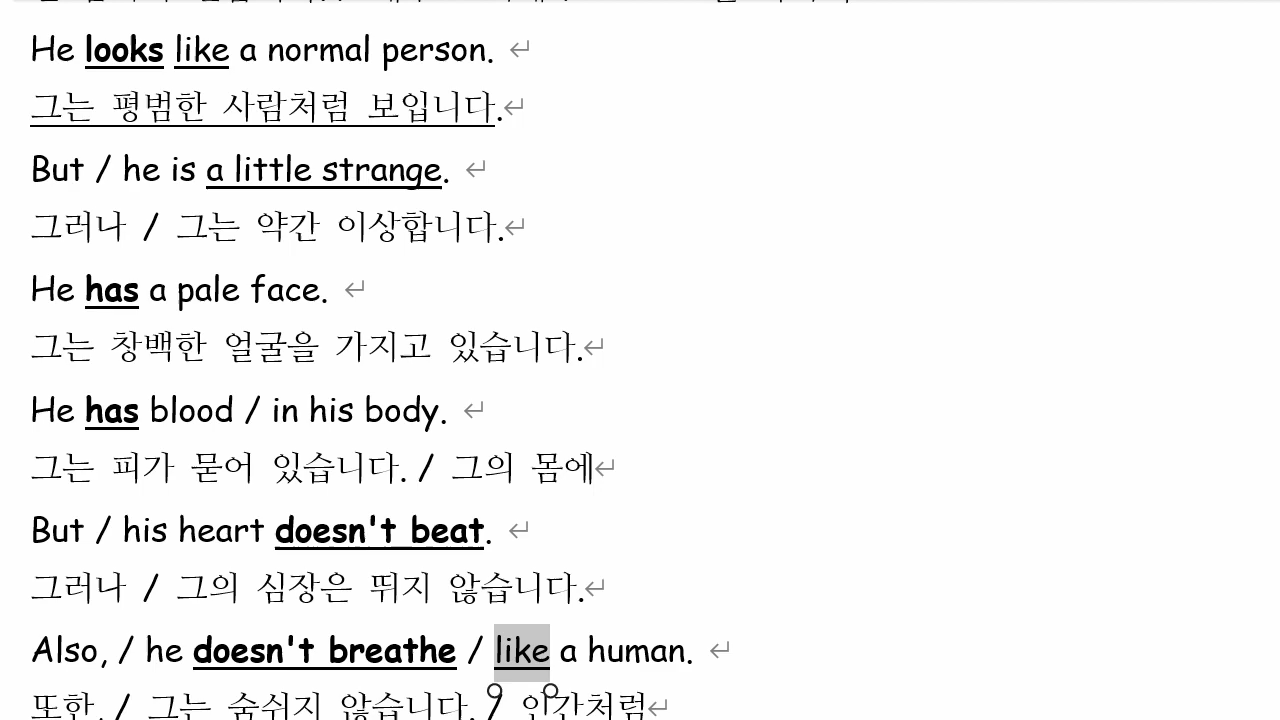 He looks like a normal person.
그는 평범한 사람처럼 보입니다.
But / he is a little strange.
그러나 / 그는 약간 이상합니다.
He has a pale face.
그는 창백한 얼굴을 가지고 있습니다.
He has blood / in his body.
그는 피가 묻어 있습니다. / 그의 몸에
But / his heart doesn't beat.
그러나 / 그의 심장은 뛰지 않습니다.
Also, / he doesn't breathe / like a human.
또한, / 그는 숨쉬지 않습니다. / 인간처럼